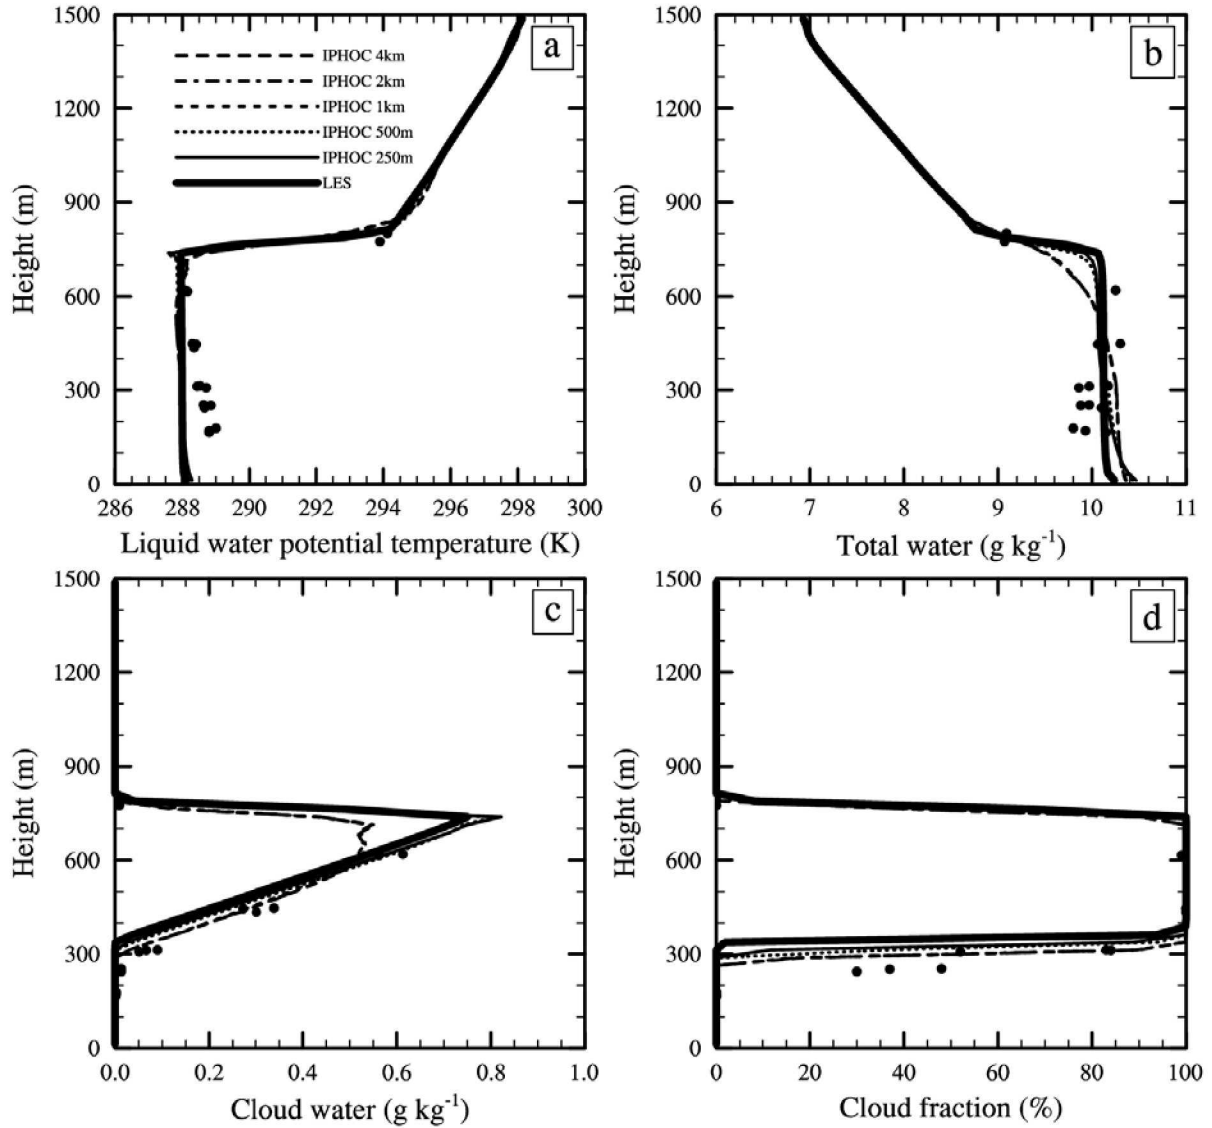 1500
1200
900
600
300
0
Height (m)
a
IPHOC 4km
IPHOC 2km
IPHOC 1km
IPHOC 500m
IPHOC 250m
LES
286 288 290 292 294 296 298 300
Liquid water potential temperature (K)
1500
1200
900
600
300
0
Height (m)
b
6 7 8 9 10 11
Total water (g kg⁻¹)
1500
1200
900
600
300
0
Height (m)
c
0.0 0.2 0.4 0.6 0.8 1.0
Cloud water (g kg⁻¹)
1500
1200
900
600
300
0
Height (m)
d
0 20 40 60 80 100
Cloud fraction (%)